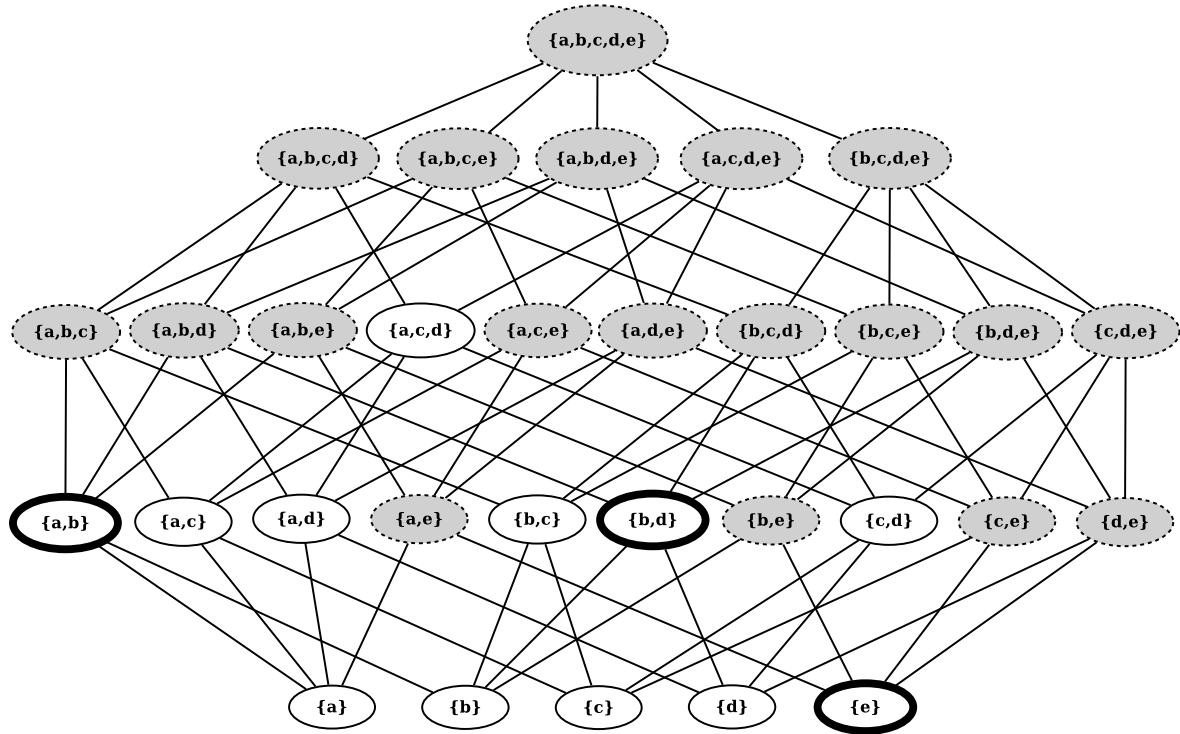 {a,b,c,d,e}
{a,b,c,d} {a,b,c,e} {a,b,d,e} {a,c,d,e} {b,c,d,e}
{a,b,c} {a,b,d} {a,b,e} {a,c,d} {a,c,e} {a,d,e} {b,c,d} {b,c,e} {b,d,e} {c,d,e}
{a,b} {a,c} {a,d} {a,e} {b,c} {b,d} {b,e} {c,d} {c,e} {d,e}
{a} {b} {c} {d} {e}